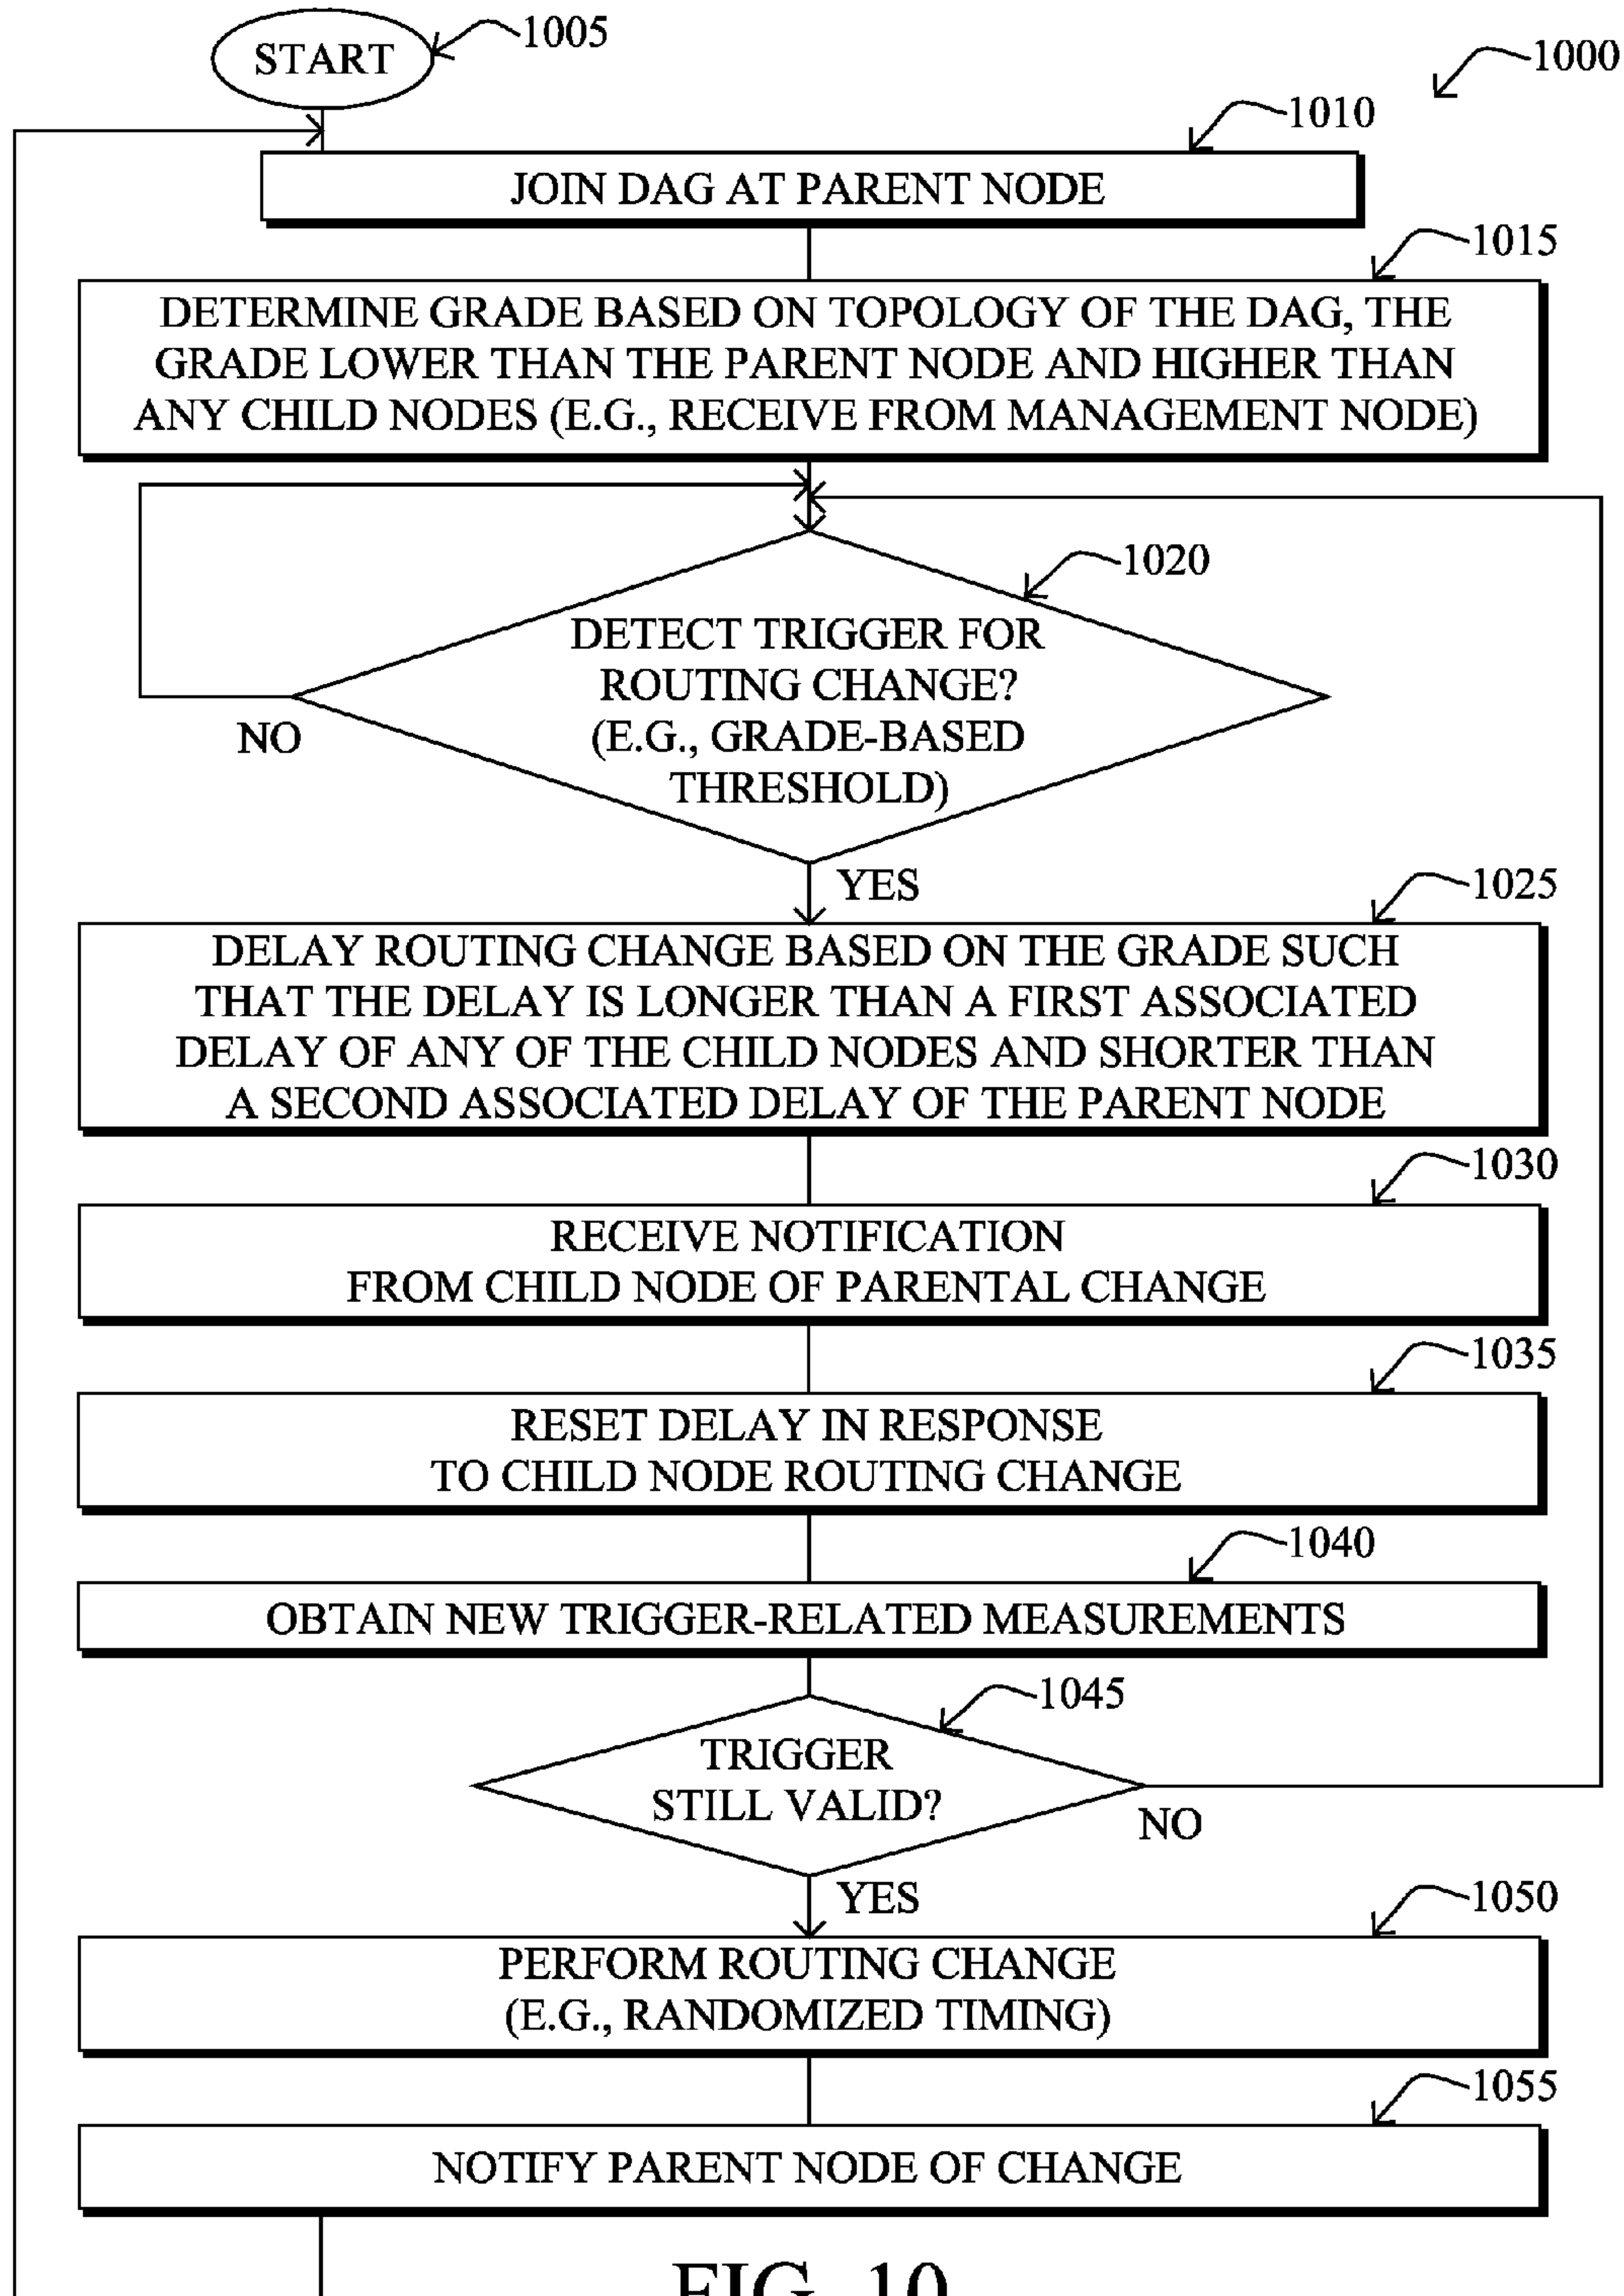 START
1005
1000
1010
JOIN DAG AT PARENT NODE
1015
DETERMINE GRADE BASED ON TOPOLOGY OF THE DAG, THE
GRADE LOWER THAN THE PARENT NODE AND HIGHER THAN
ANY CHILD NODES (E.G., RECEIVE FROM MANAGEMENT NODE)
1020
DETECT TRIGGER FOR
ROUTING CHANGE?
(E.G., GRADE-BASED
THRESHOLD)
NO
YES
1025
DELAY ROUTING CHANGE BASED ON THE GRADE SUCH
THAT THE DELAY IS LONGER THAN A FIRST ASSOCIATED
DELAY OF ANY OF THE CHILD NODES AND SHORTER THAN
A SECOND ASSOCIATED DELAY OF THE PARENT NODE
1030
RECEIVE NOTIFICATION
FROM CHILD NODE OF PARENTAL CHANGE
1035
RESET DELAY IN RESPONSE
TO CHILD NODE ROUTING CHANGE
1040
OBTAIN NEW TRIGGER-RELATED MEASUREMENTS
1045
TRIGGER
STILL VALID?
NO
YES
1050
PERFORM ROUTING CHANGE
(E.G., RANDOMIZED TIMING)
1055
NOTIFY PARENT NODE OF CHANGE
FIG. 10